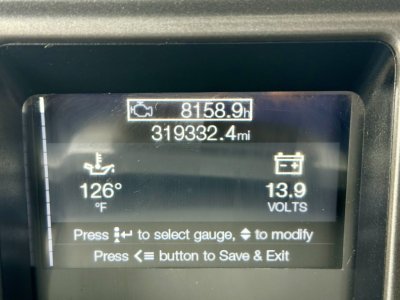 8158.9h
319332.4mi
126°
°F
13.9
VOLTS
Press to select gauge, to modify
Press button to Save & Exit